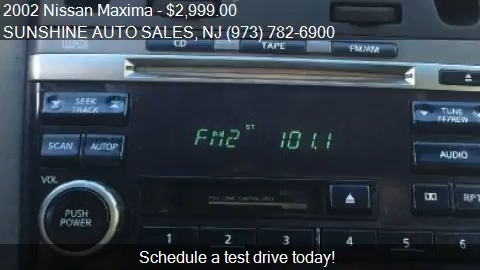 2002 Nissan Maxima - $2,999.00
SUNSHINE AUTO SALES, NJ (973) 782-6900
CD TAPE FM/AM
SEEK
TRACK
TUNE
FF/REW
FM2 ST 101.1
SCAN AUTO.P
AUDIO
VOL
RPT
PUSH
POWER
1 2 3 4 5 6
Schedule a test drive today!